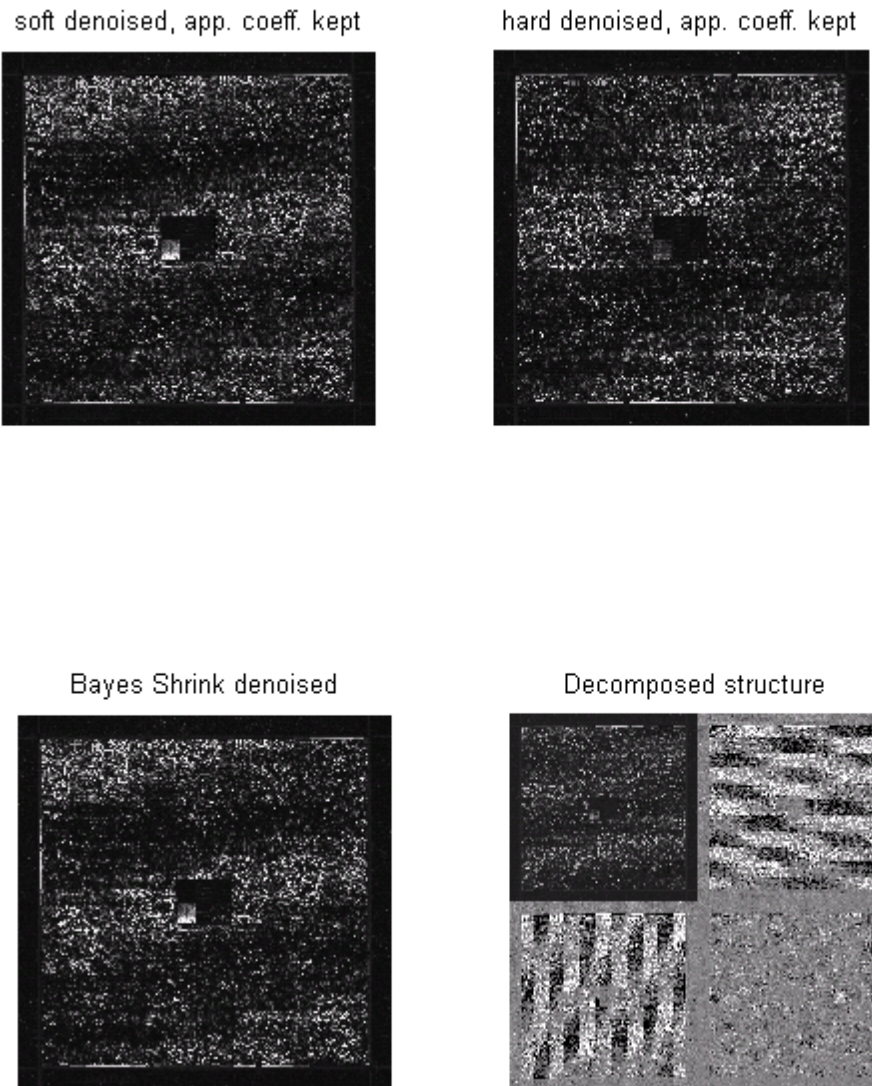 soft denoised, app. coeff. kept
hard denoised, app. coeff. kept
Bayes Shrink denoised
Decomposed structure